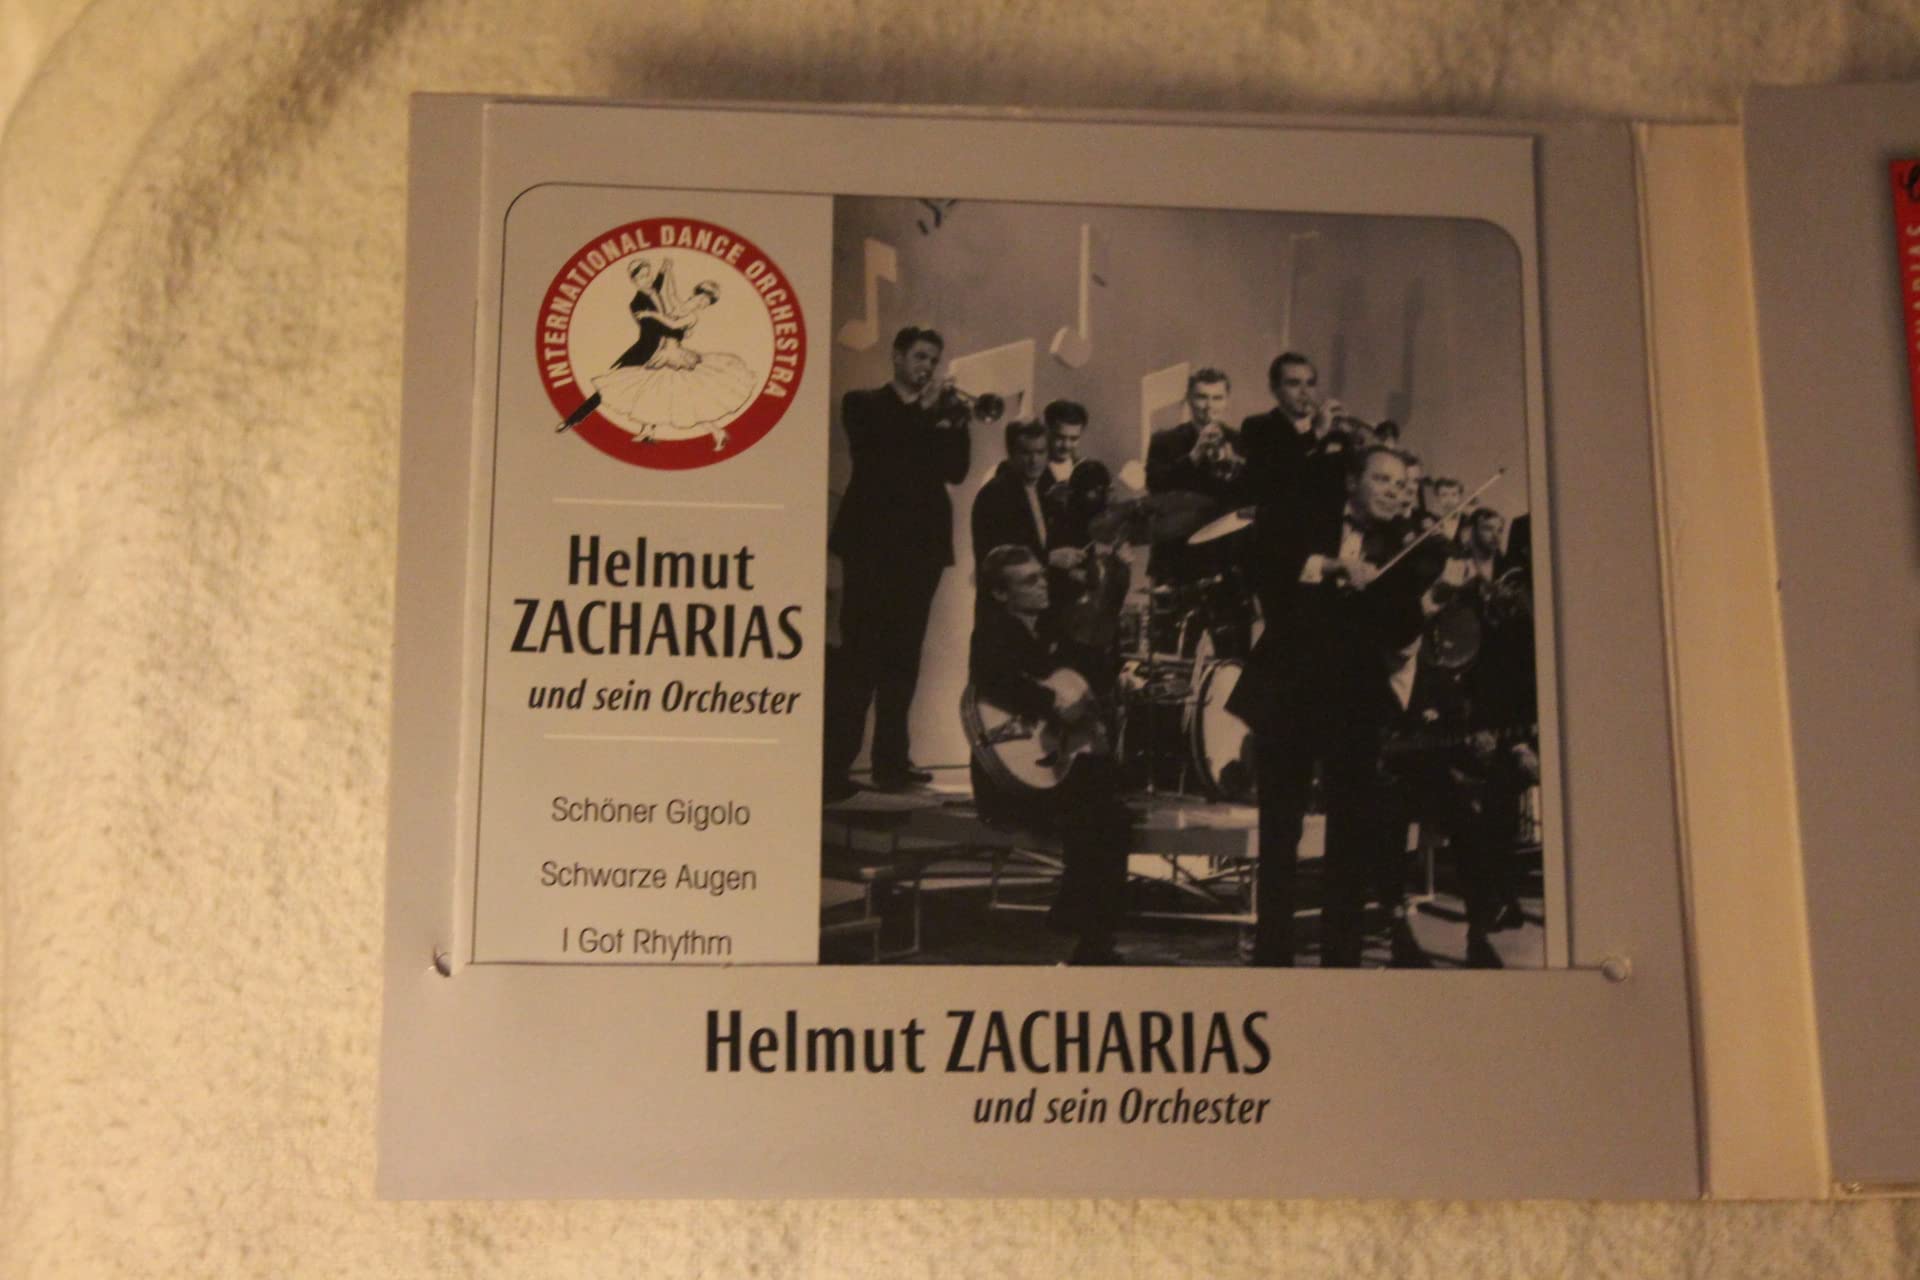 INTERNATIONAL DANCE ORCHESTRA
Helmut
ZACHARIAS
und sein Orchester
Schöner Gigolo
Schwarze Augen
I Got Rhythm
Helmut ZACHARIAS
und sein Orchester